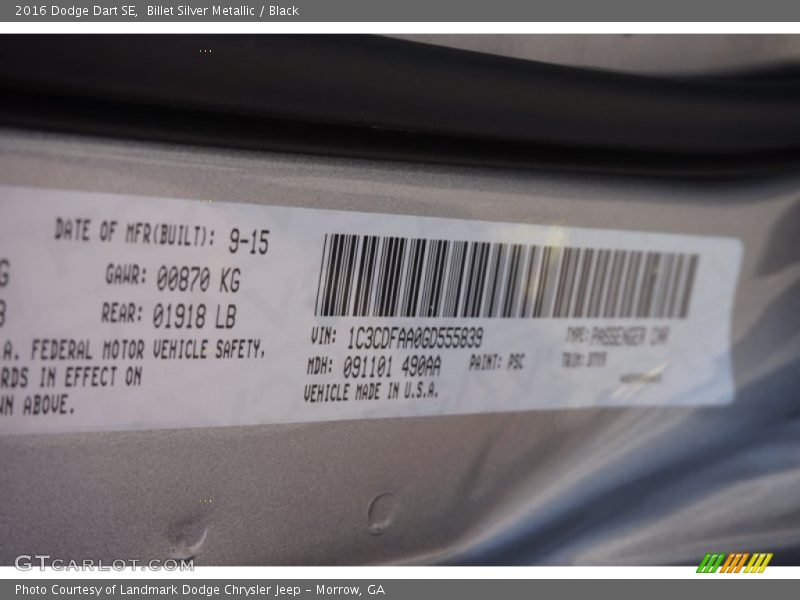 2016 Dodge Dart SE,  Billet Silver Metallic / Black
DATE OF MFR(BUILT): 9-15
G GAWR: 00870 KG
REAR: 01918 LB
.A. FEDERAL MOTOR VEHICLE SAFETY,
RDS IN EFFECT ON
WN ABOVE.
VIN: 1C3CDFAA0GD555839
TYPE: PASSENGER CAR
MDH: 091101 490AA PAINT: PSC
TRIM:
VEHICLE MADE IN U.S.A.
GTCARLOT.COM
Photo Courtesy of Landmark Dodge Chrysler Jeep – Morrow, GA